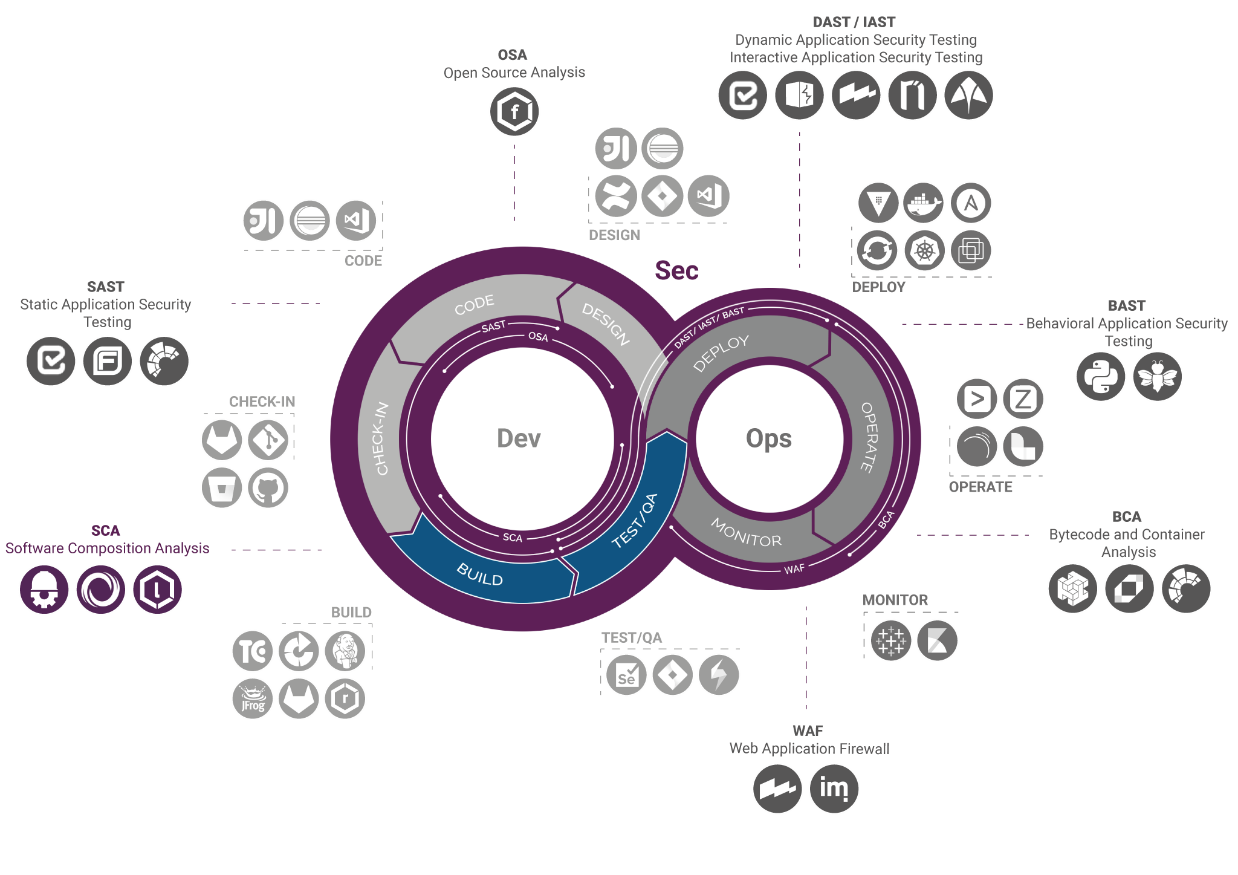 DAST / IAST
Dynamic Application Security Testing
Interactive Application Security Testing
OSA
Open Source Analysis
f
DESIGN
CODE
DEPLOY
Sec
SAST
Static Application Security
Testing
BAST
Behavioral Application Security
Testing
CODE
DESIGN
SAST
OSA
DAST/ IAST/ BAST
DEPLOY
CHECK-IN
CHECK-IN
Dev
Ops
OPERATE
OPERATE
SCA
Software Composition Analysis
SCA
BUILD
TEST/QA
MONITOR
WAF
BCA
BCA
Bytecode and Container
Analysis
BUILD
TC
JFrog
r
TEST/QA
Se
MONITOR
WAF
Web Application Firewall
im